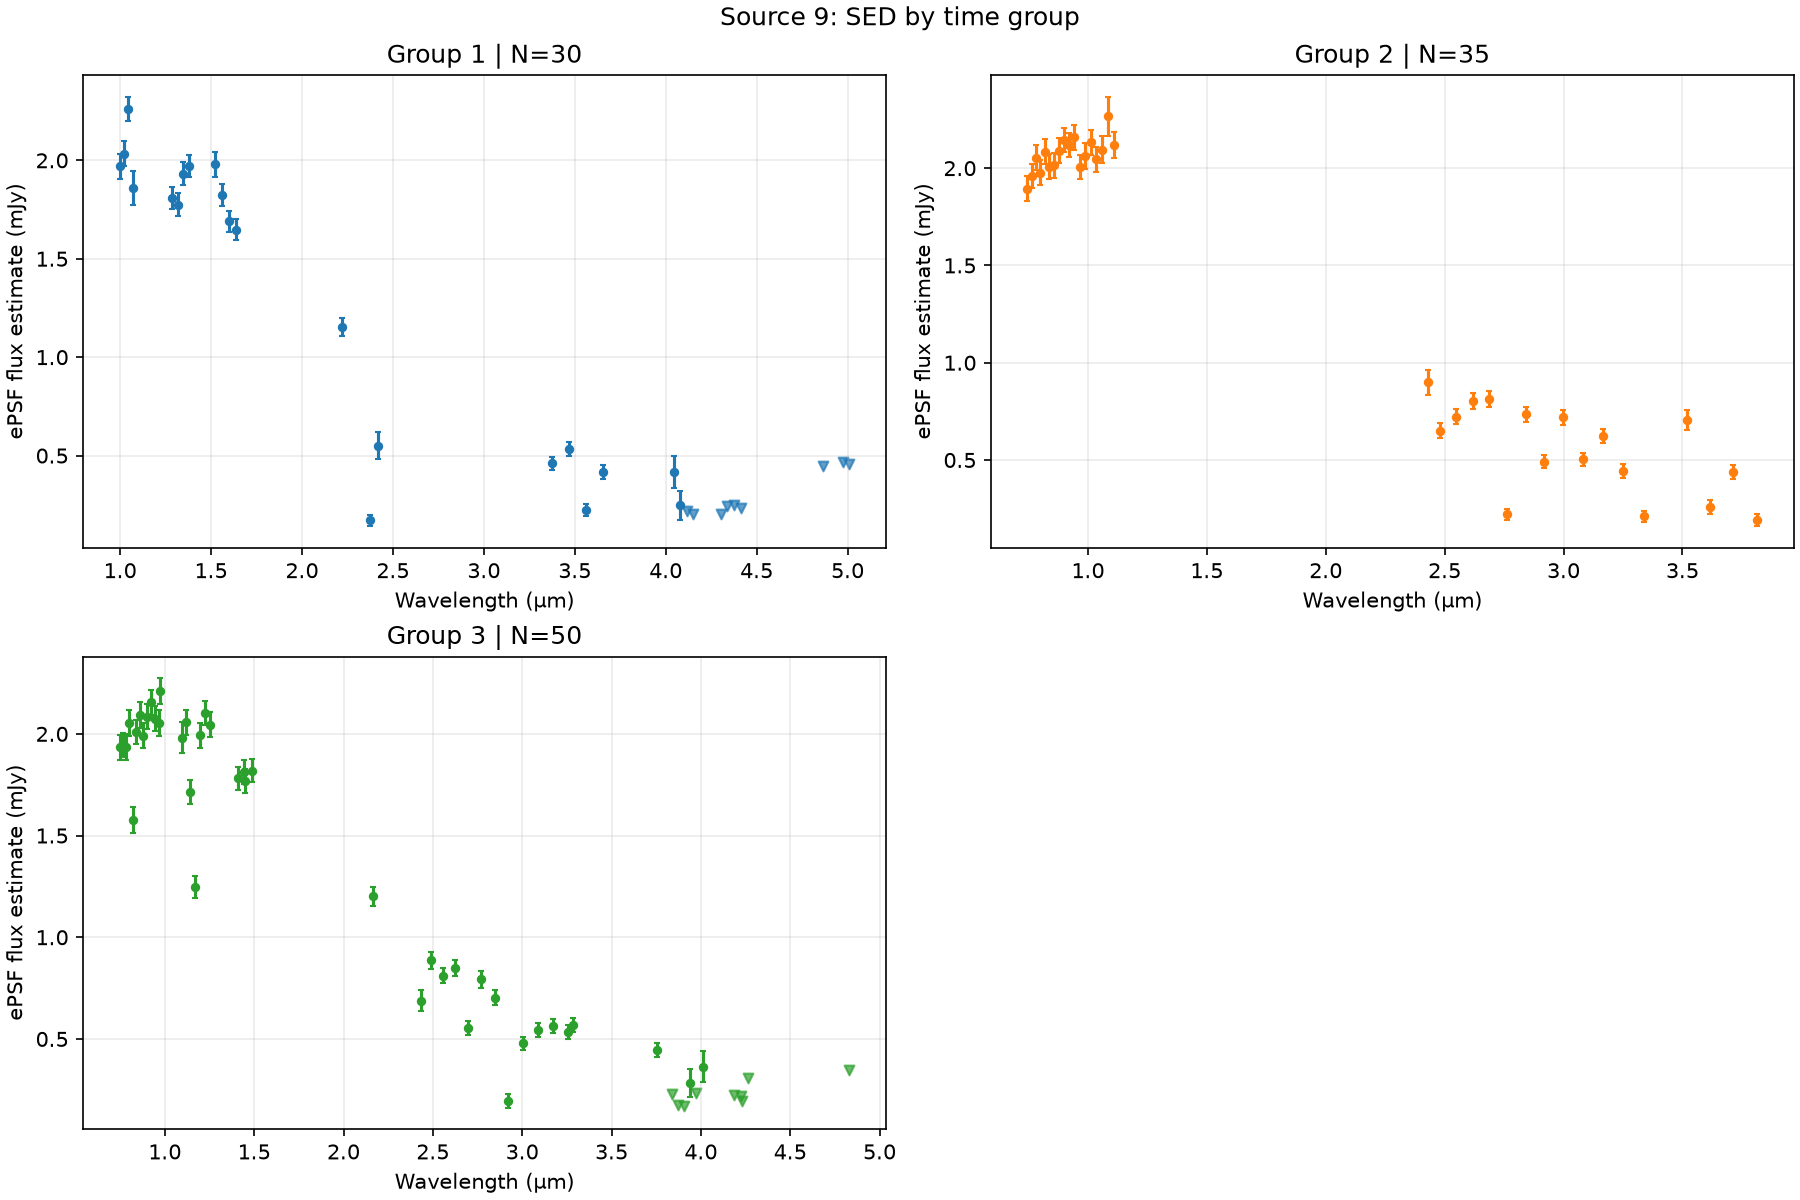 Source 9: SED by time group
Group 1 | N=30
ePSF flux estimate (mJy)
2.0
1.5
1.0
0.5
1.0 1.5 2.0 2.5 3.0 3.5 4.0 4.5 5.0
Wavelength (μm)
Group 2 | N=35
ePSF flux estimate (mJy)
2.0
1.5
1.0
0.5
1.0 1.5 2.0 2.5 3.0 3.5
Wavelength (μm)
Group 3 | N=50
ePSF flux estimate (mJy)
2.0
1.5
1.0
0.5
1.0 1.5 2.0 2.5 3.0 3.5 4.0 4.5 5.0
Wavelength (μm)